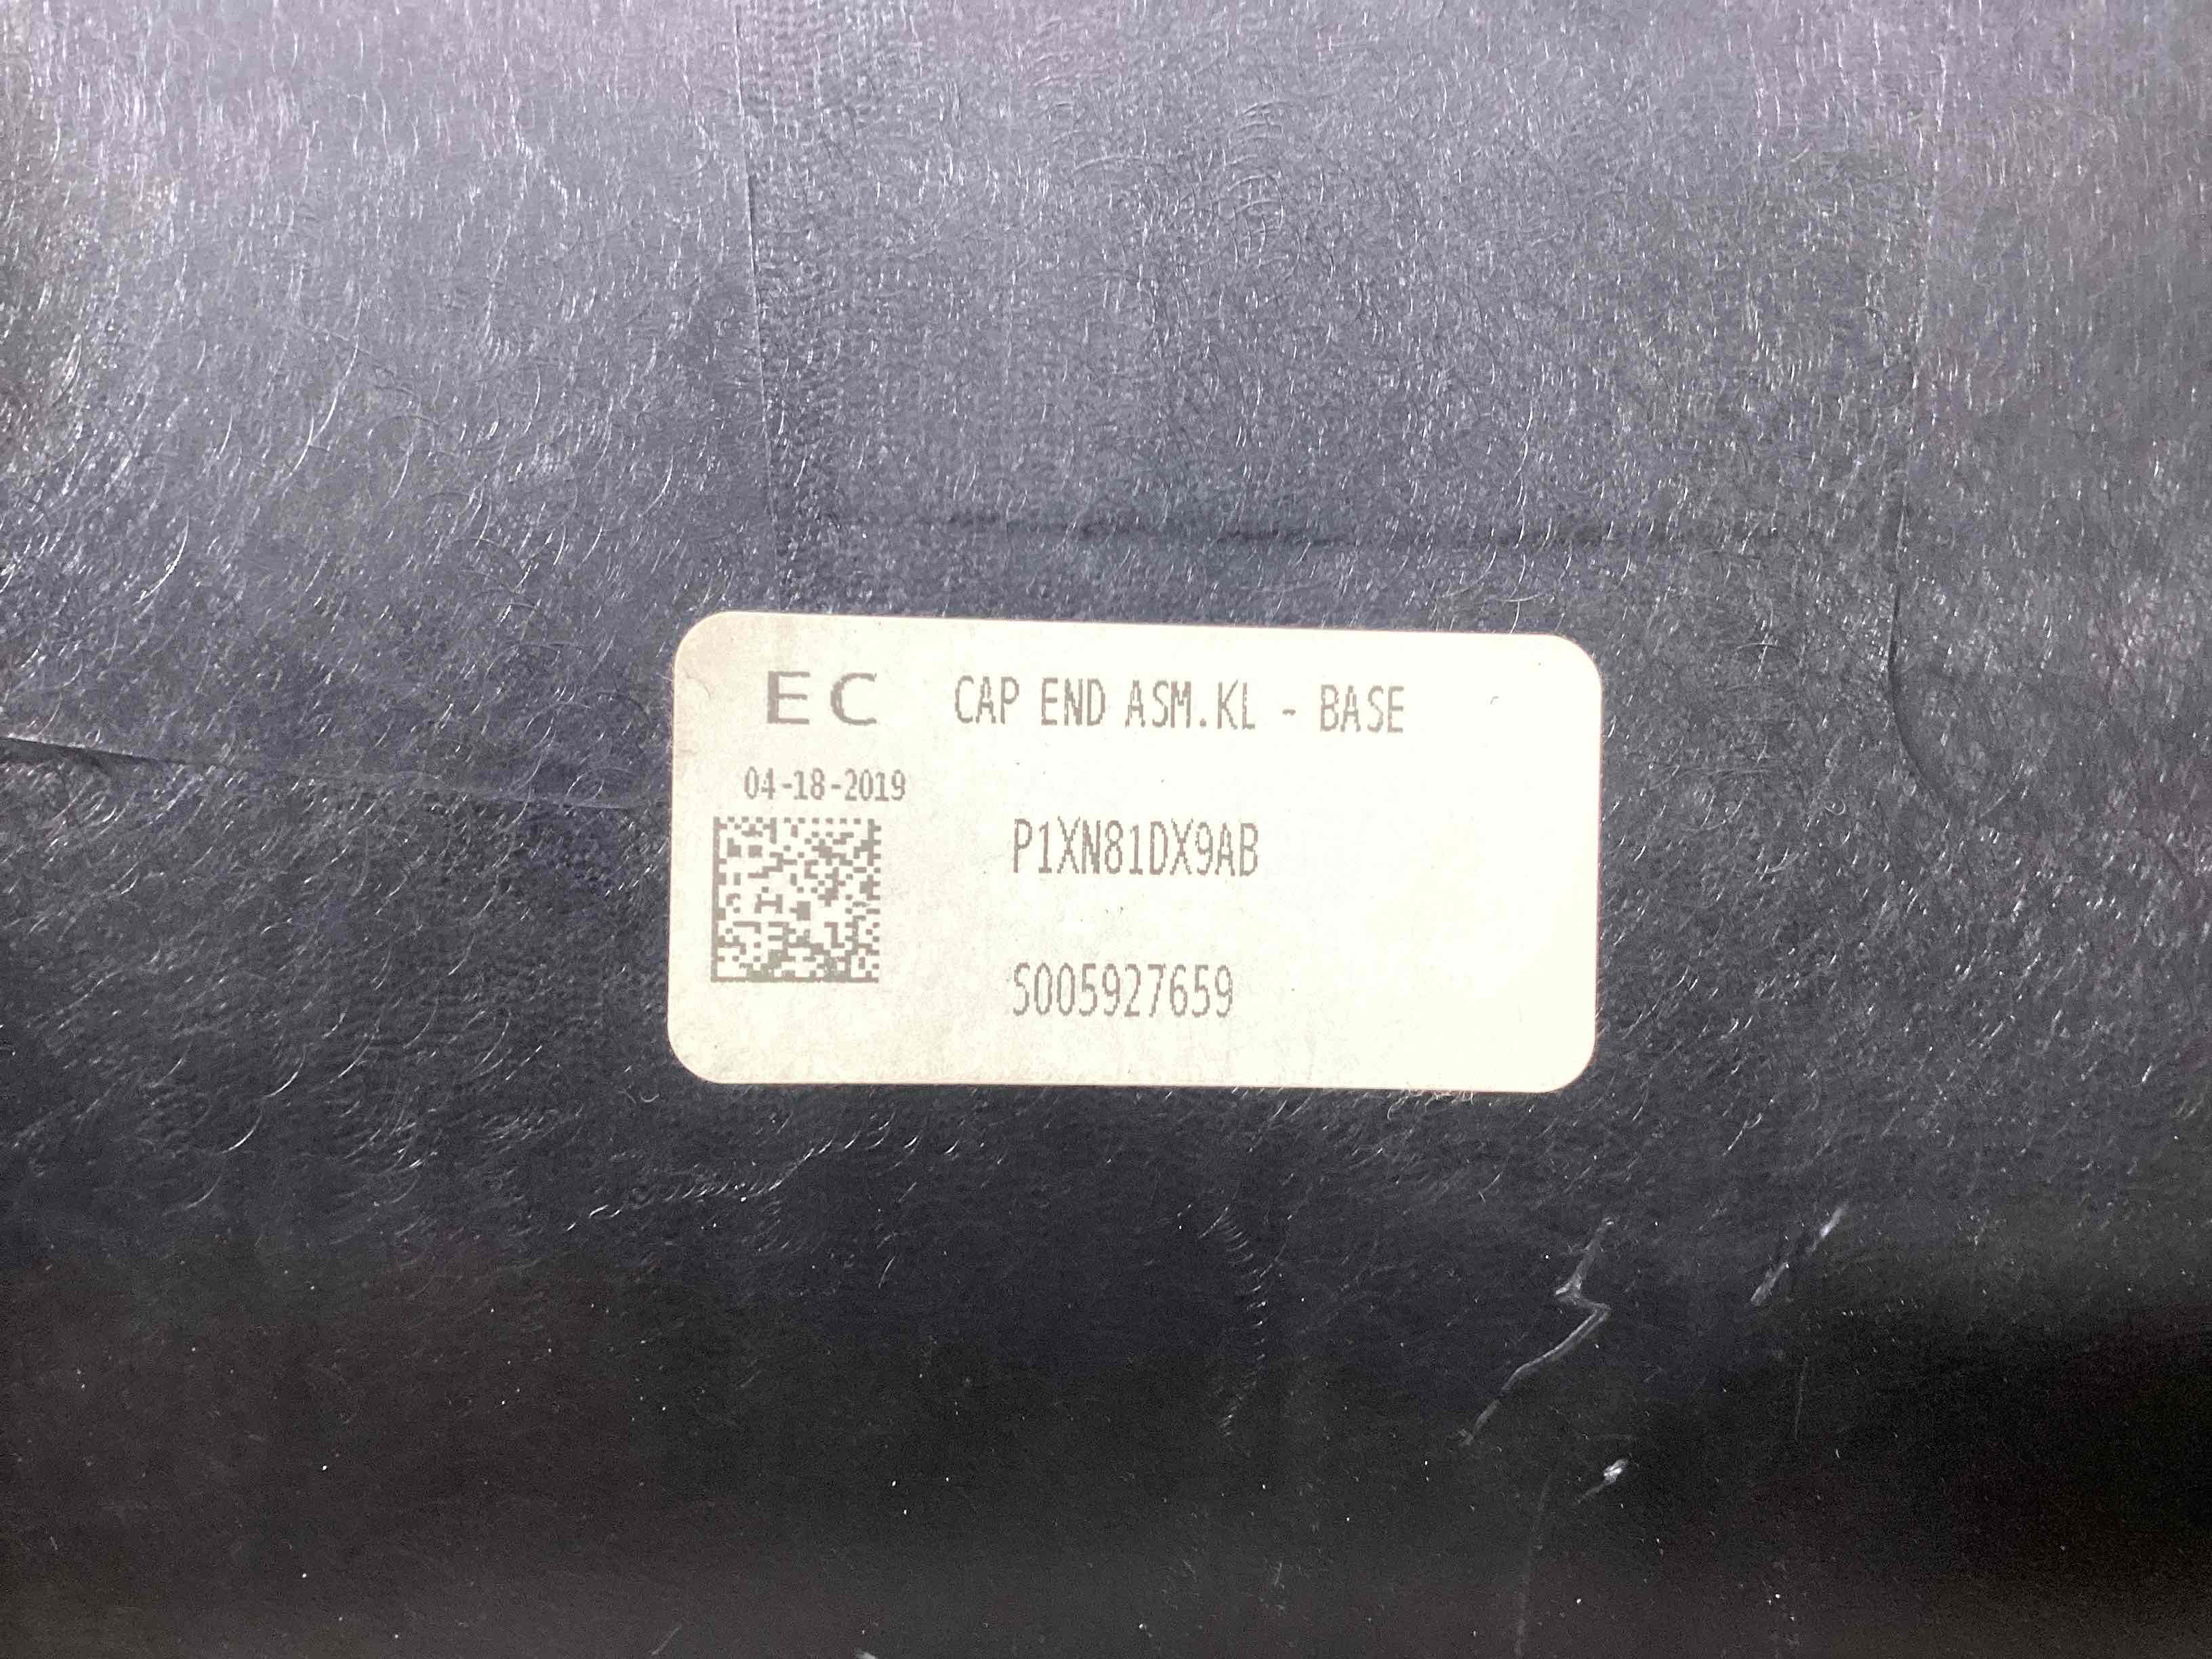 EC CAP END ASM.KL - BASE
04-18-2019
P1XN81DX9AB
S005927659